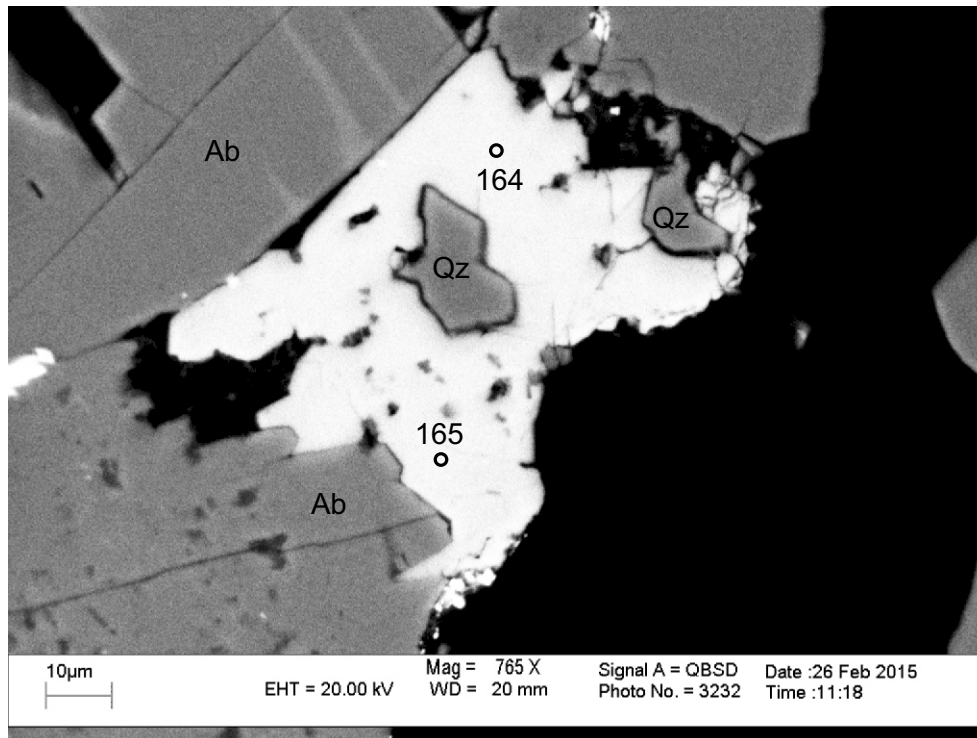 Ab
164
Qz
Qz
165
Ab
10µm
EHT = 20.00 kV
Mag = 765 X
WD = 20 mm
Signal A = QBSD
Photo No. = 3232
Date :26 Feb 2015
Time :11:18